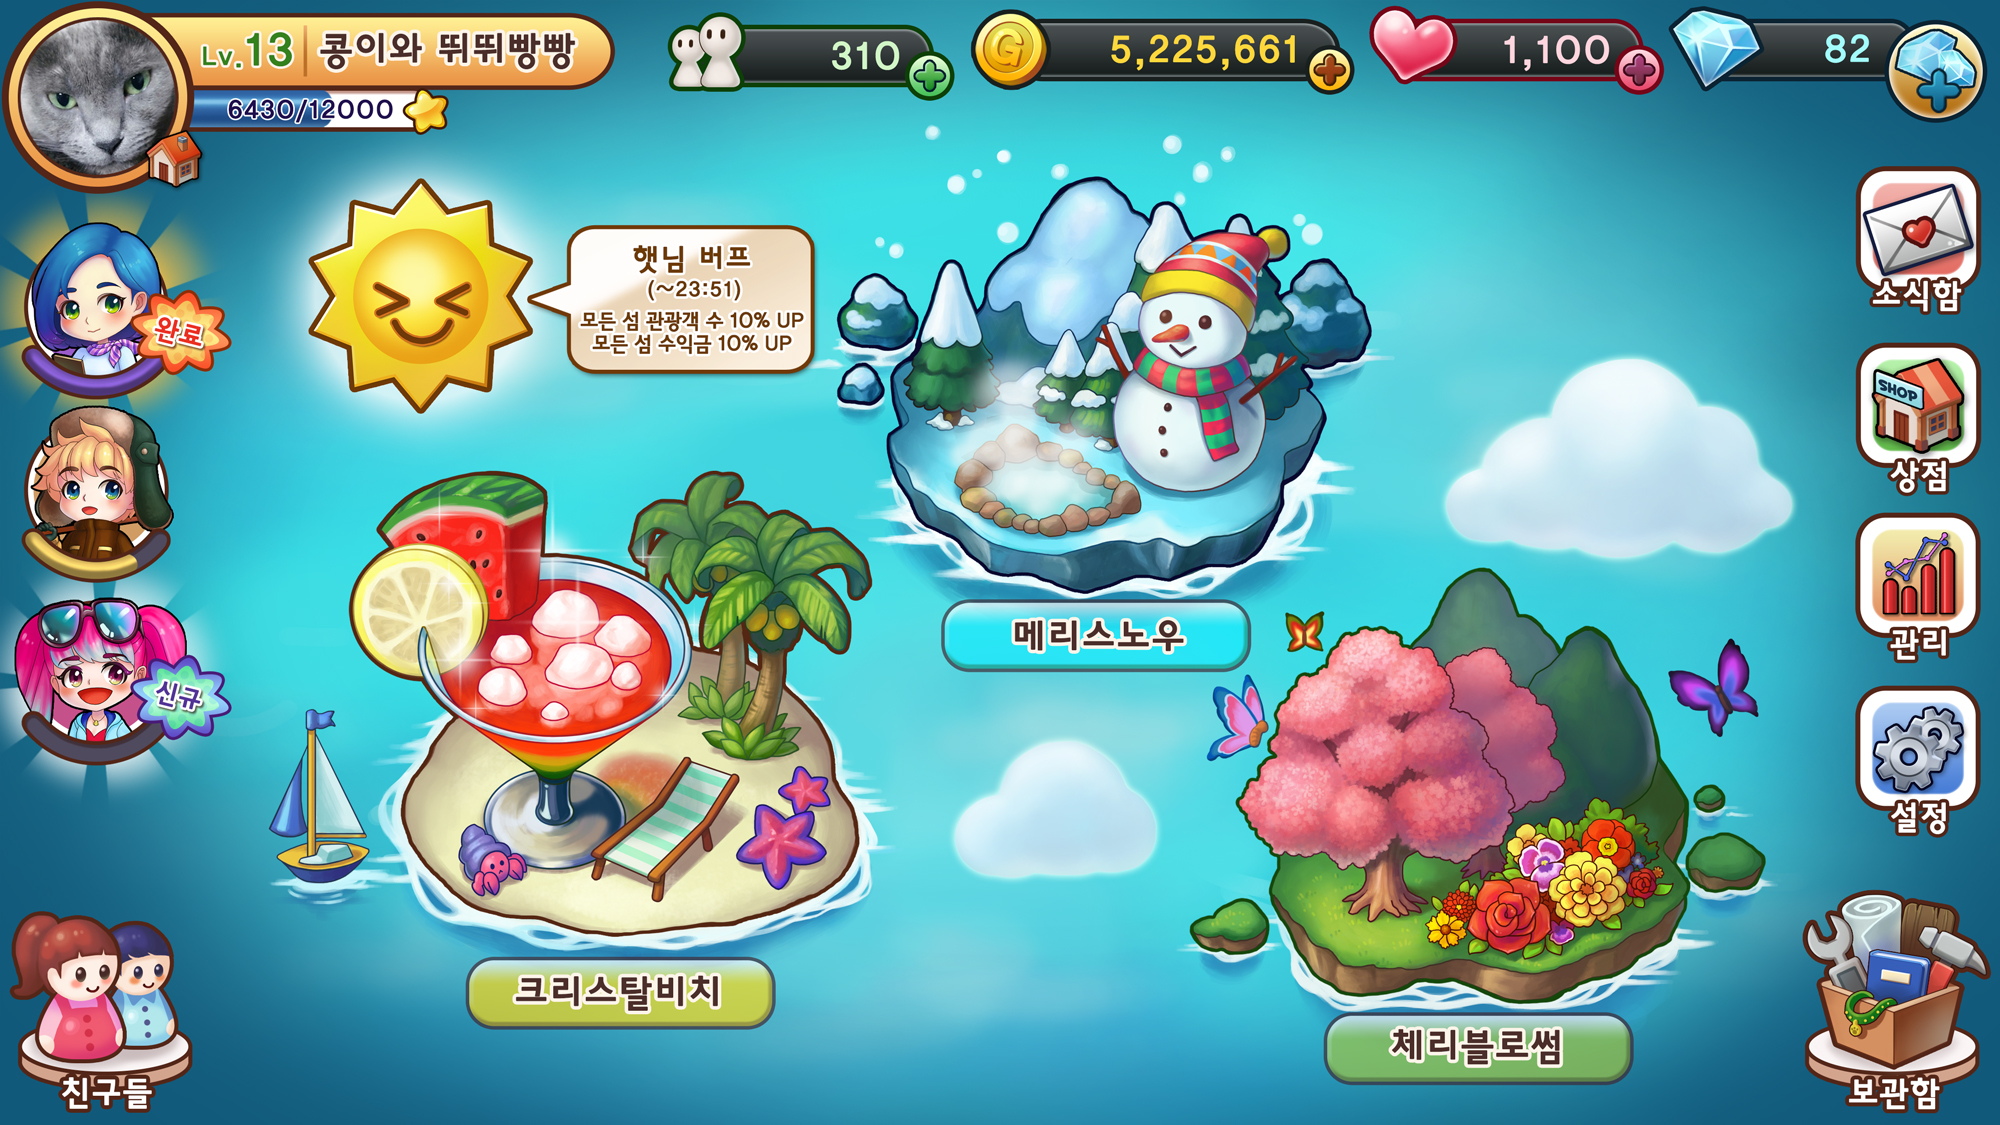 Lv.13 콩이와 뛰뛰빵빵
6430/12000
310
G
5,225,661
1,100
82
햇님 버프
(~23:51)
모든 섬 관광객 수 10% UP
모든 섬 수익금 10% UP
완료
신규
친구들
메리스노우
크리스탈비치
체리블로썸
소식함
SHOP
상점
관리
설정
보관함